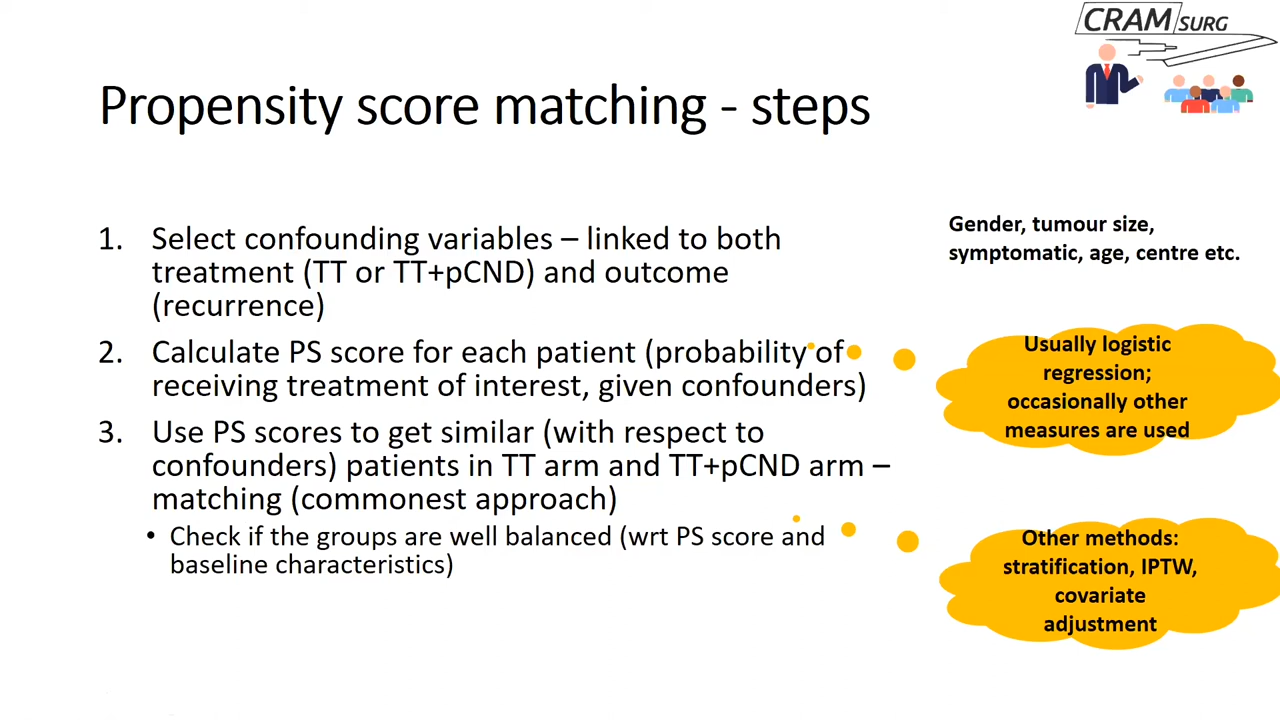 CRAM SURG
Propensity score matching - steps
1. Select confounding variables – linked to both
treatment (TT or TT+pCND) and outcome
(recurrence)
Gender, tumour size,
symptomatic, age, centre etc.
2. Calculate PS score for each patient (probability of
receiving treatment of interest, given confounders)
Usually logistic
regression;
occasionally other
measures are used
3. Use PS scores to get similar (with respect to
confounders) patients in TT arm and TT+pCND arm –
matching (commonest approach)
• Check if the groups are well balanced (wrt PS score and
baseline characteristics)
Other methods:
stratification, IPTW,
covariate
adjustment